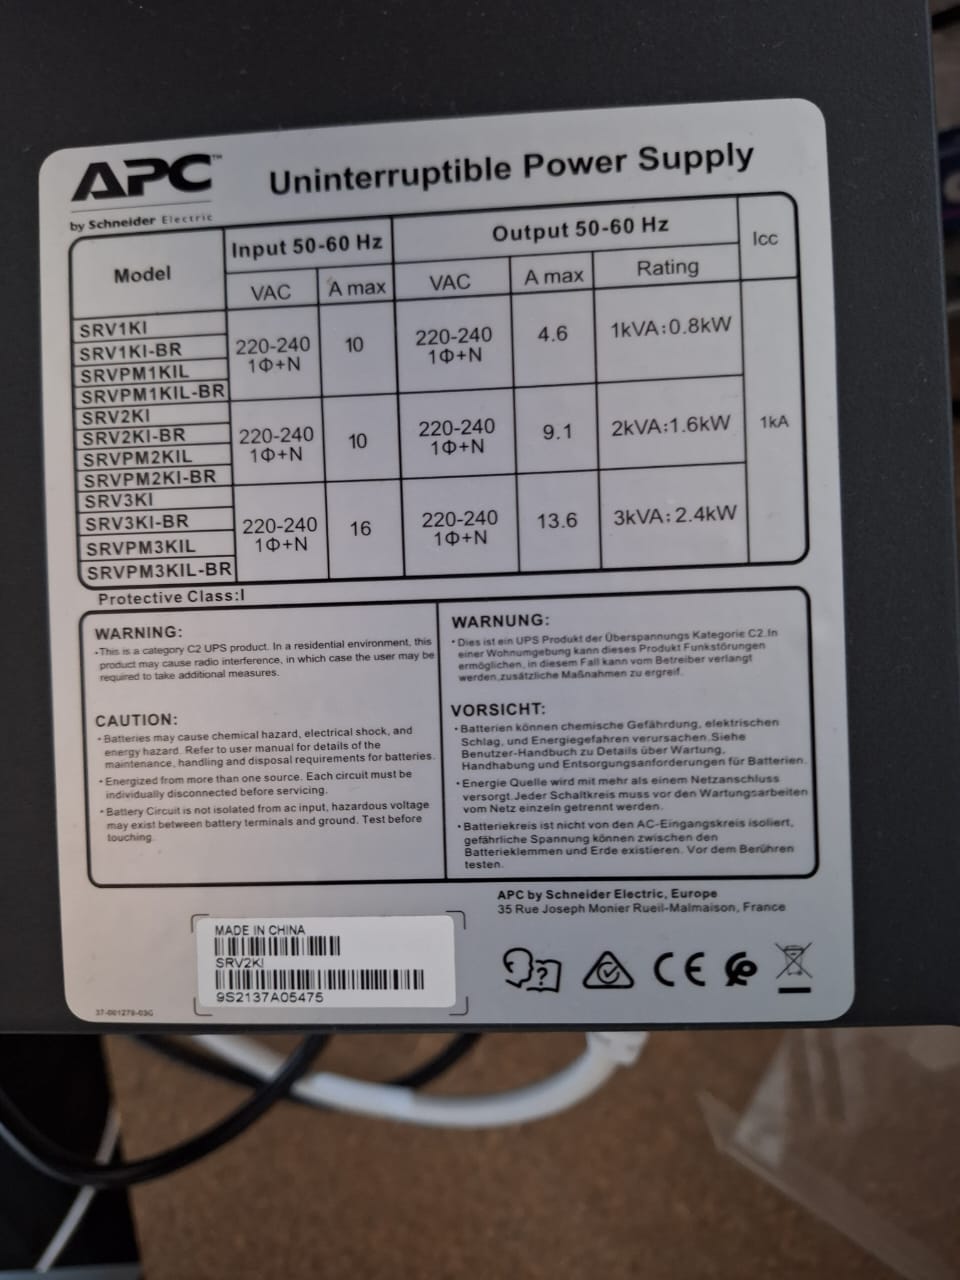 APC™
by Schneider Electric
Uninterruptible Power Supply
Model
Input 50-60 Hz
Output 50-60 Hz
Icc
VAC
A max
VAC
A max
Rating
SRV1KI
SRV1KI-BR
SRVPM1KIL
SRVPM1KIL-BR
220-240
1Φ+N
10
220-240
1Φ+N
4.6
1kVA:0.8kW
SRV2KI
SRV2KI-BR
SRVPM2KIL
SRVPM2KI-BR
220-240
1Φ+N
10
220-240
1Φ+N
9.1
2kVA:1.6kW
1kA
SRV3KI
SRV3KI-BR
SRVPM3KIL
SRVPM3KIL-BR
220-240
1Φ+N
16
220-240
1Φ+N
13.6
3kVA:2.4kW
Protective Class:I
WARNING:
•This is a category C2 UPS product. In a residential environment, this
product may cause radio interference, in which case the user may be
required to take additional measures.
CAUTION:
• Batteries may cause chemical hazard, electrical shock, and
energy hazard. Refer to user manual for details of the
maintenance, handling and disposal requirements for batteries.
• Energized from more than one source. Each circuit must be
individually disconnected before servicing.
• Battery Circuit is not isolated from ac input, hazardous voltage
may exist between battery terminals and ground. Test before
touching.
WARNUNG:
• Dies ist ein UPS Produkt der Überspannungs Kategorie C2.In
einer Wohnumgebung kann dieses Produkt Funkstörungen
ermöglichen, in diesem Fall kann vom Betreiber verlangt
werden,zusätzliche Maßnahmen zu ergreif.
VORSICHT:
• Batterien können chemische Gefährdung, elektrischen
Schlag, und Energiegefahren verursachen.Siehe
Benutzer-Handbuch zu Details über Wartung,
Handhabung und Entsorgungsanforderungen für Batterien.
• Energie Quelle wird mit mehr als einem Netzanschluss
versorgt.Jeder Schaltkreis muss vor den Wartungsarbeiten
vom Netz einzeln getrennt werden.
• Batteriekreis ist nicht von den AC-Eingangskreis isoliert,
gefährliche Spannung können zwischen den
Batterieklemmen und Erde existieren. Vor dem Berühren
testen.
APC by Schneider Electric, Europe
35 Rue Joseph Monier Rueil-Malmaison, France
MADE IN CHINA
SRV2KI
9S2137A05475
CE
37-001279-03G